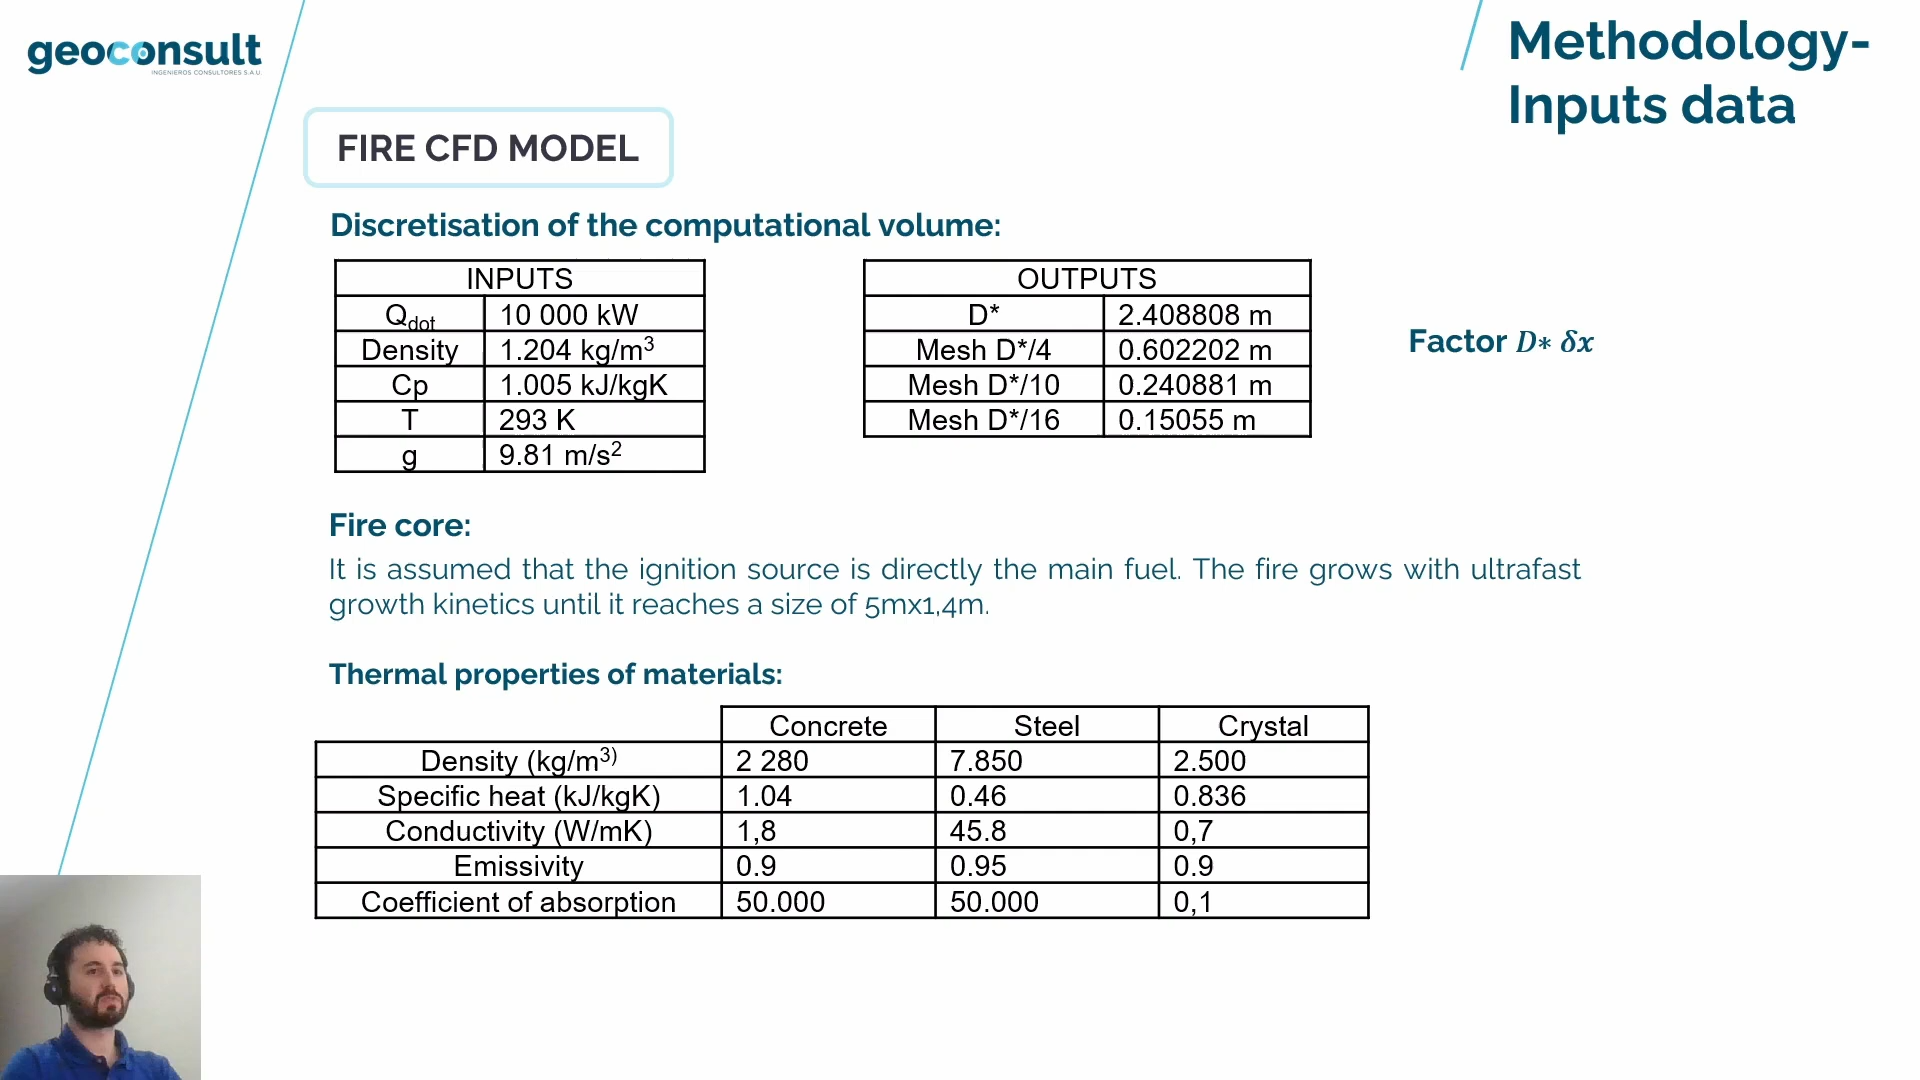 geoconsult
INGENIEROS CONSULTORES S.A.U.
Methodology-
Inputs data
FIRE CFD MODEL
Discretisation of the computational volume:
INPUTS
Qdot 10 000 kW
Density 1.204 kg/m³
Cp 1.005 kJ/kgK
T 293 K
g 9.81 m/s²
OUTPUTS
D* 2.408808 m
Mesh D*/4 0.602202 m
Mesh D*/10 0.240881 m
Mesh D*/16 0.15055 m
Factor D* δx
Fire core:
It is assumed that the ignition source is directly the main fuel. The fire grows with ultrafast
growth kinetics until it reaches a size of 5mx1,4m.
Thermal properties of materials:
Concrete Steel Crystal
Density (kg/m³⁾ 2 280 7.850 2.500
Specific heat (kJ/kgK) 1.04 0.46 0.836
Conductivity (W/mK) 1,8 45.8 0,7
Emissivity 0.9 0.95 0.9
Coefficient of absorption 50.000 50.000 0,1